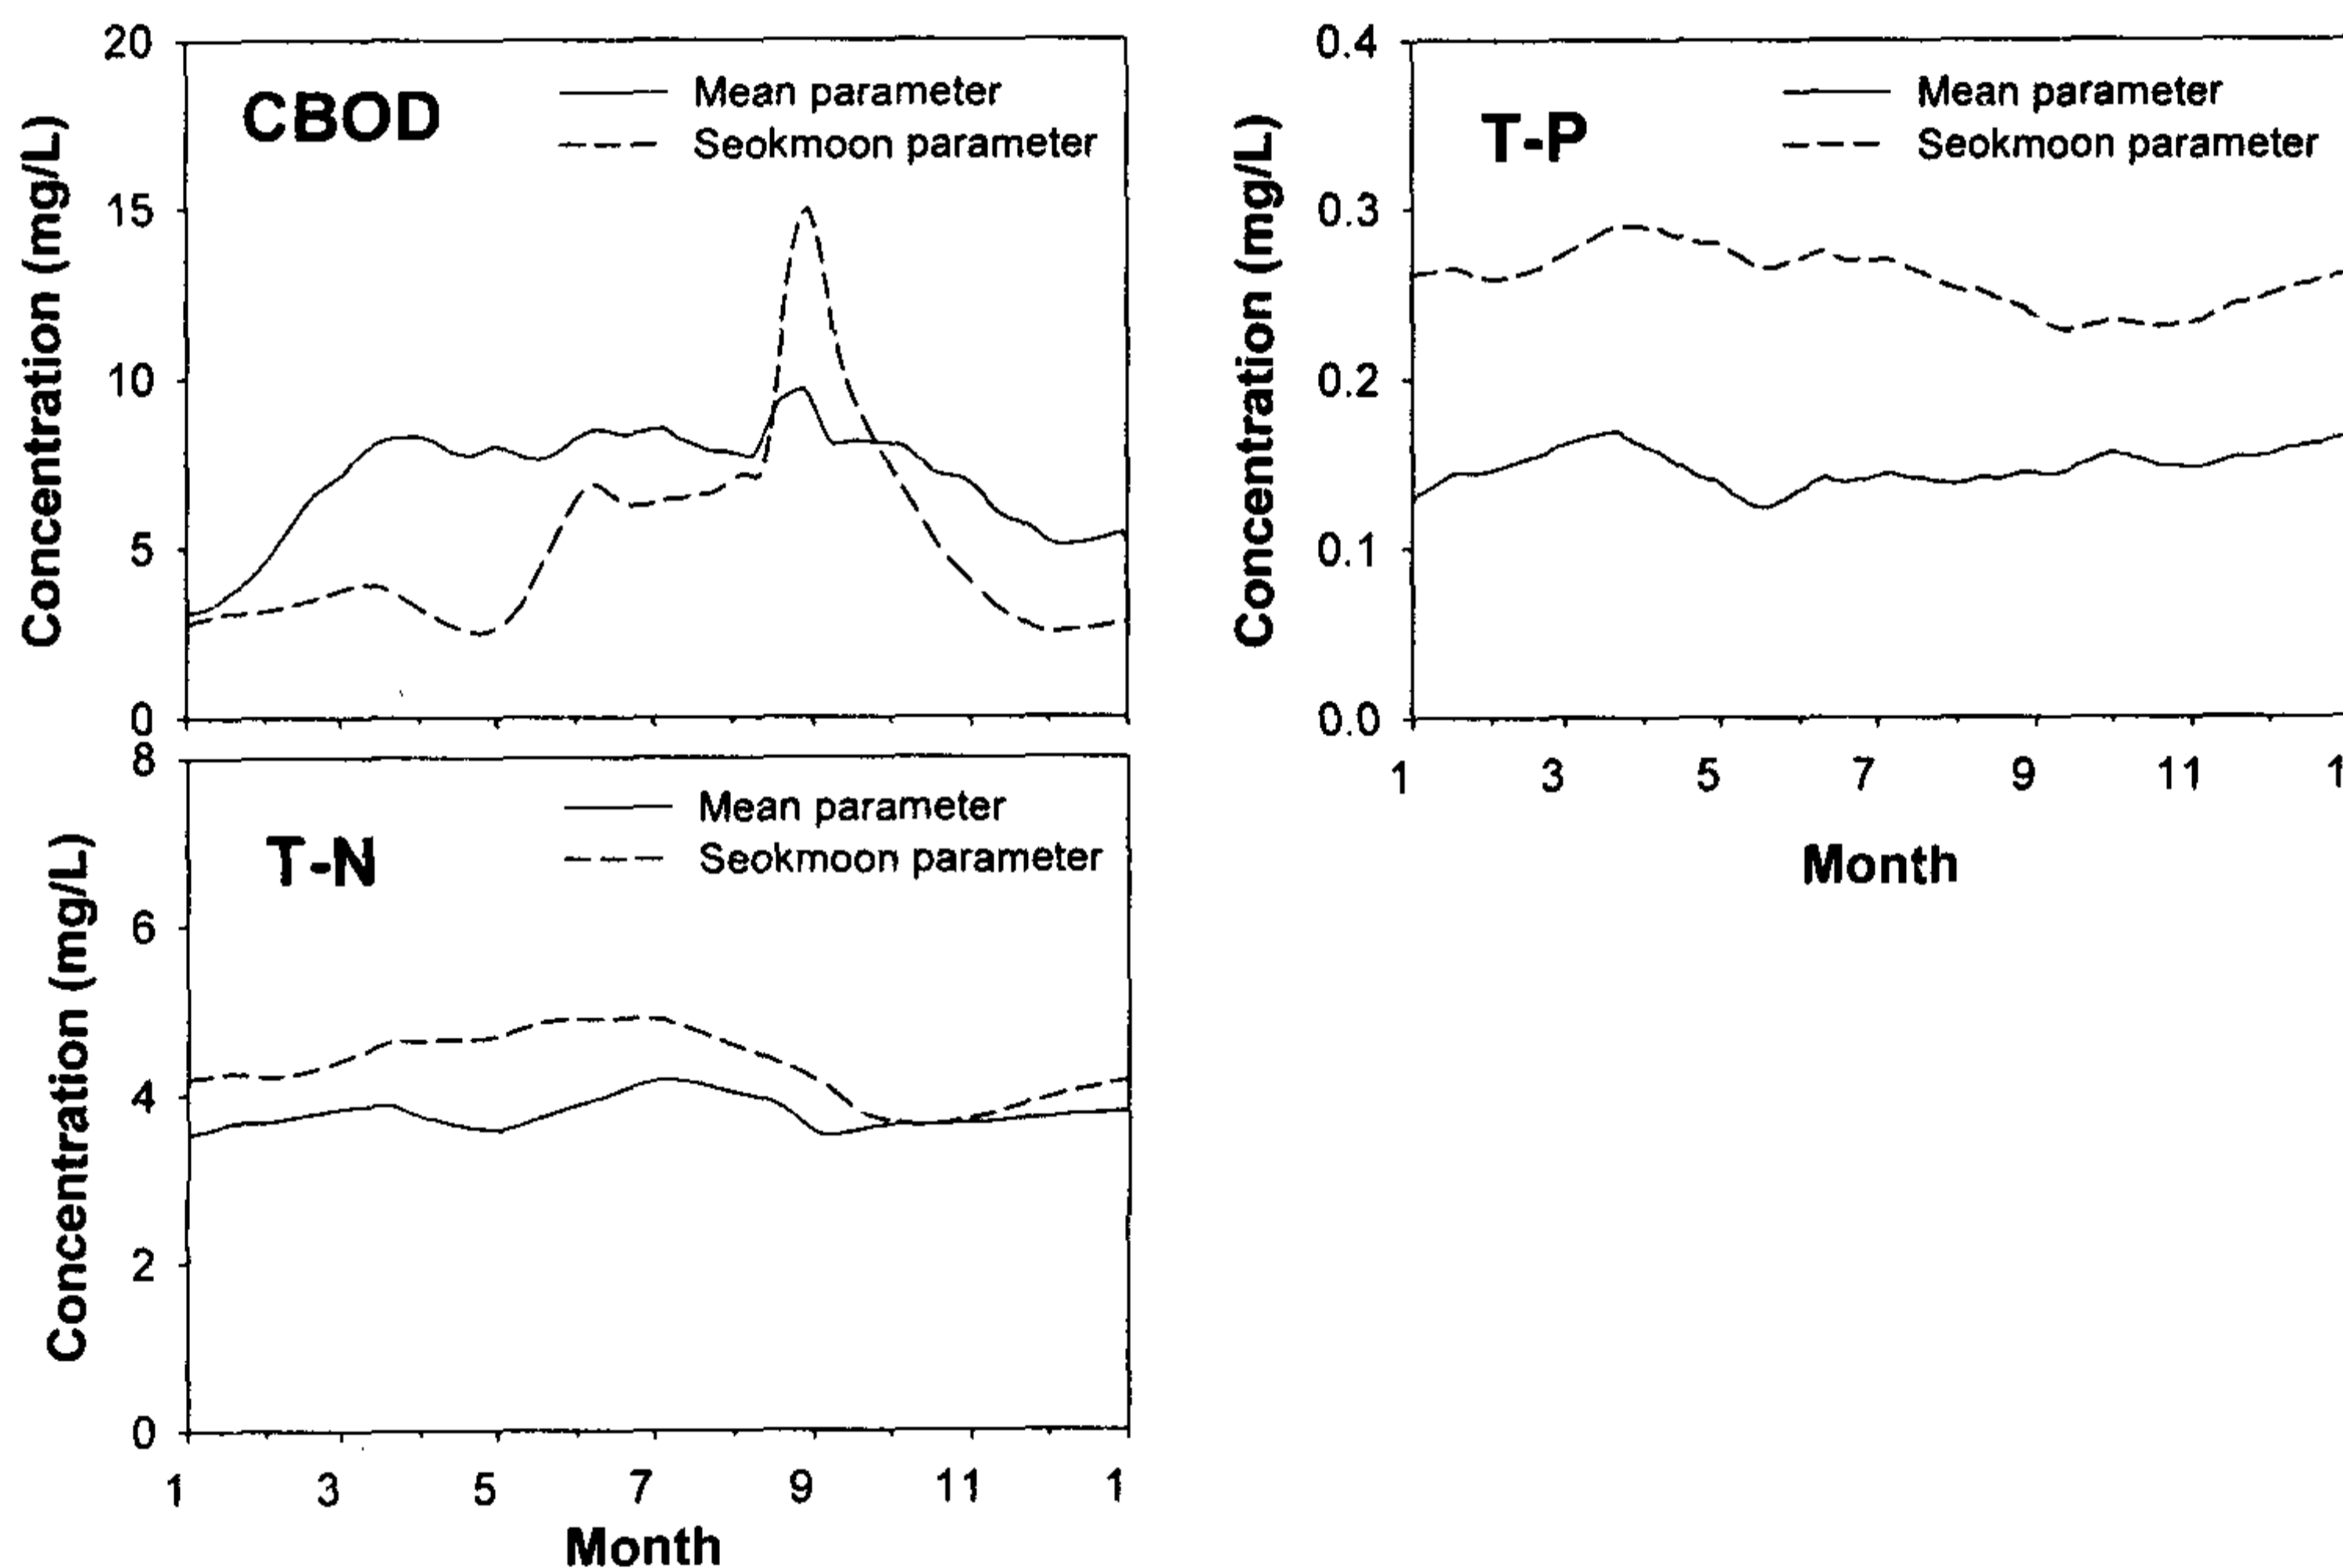 CBOD
Mean parameter
Seokmoon parameter
Concentration (mg/L)
20
15
10
5
0
T-P
Mean parameter
Seokmoon parameter
Concentration (mg/L)
0.4
0.3
0.2
0.1
0.0
1 3 5 7 9 11 1
Month
T-N
Mean parameter
Seokmoon parameter
Concentration (mg/L)
8
6
4
2
0
1 3 5 7 9 11 1
Month